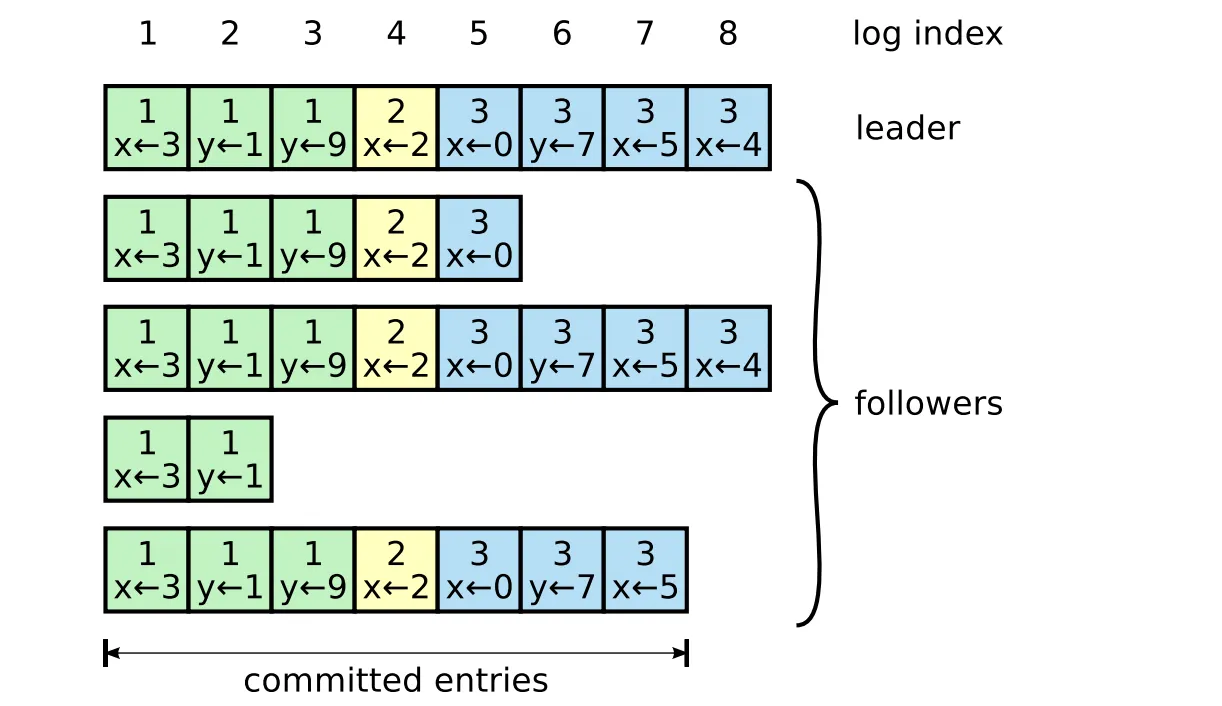 1 2 3 4 5 6 7 8 log index
1 1 1 2 3 3 3 3
x←3 y←1 y←9 x←2 x←0 y←7 x←5 x←4
leader
1 1 1 2 3
x←3 y←1 y←9 x←2 x←0
1 1 1 2 3 3 3 3
x←3 y←1 y←9 x←2 x←0 y←7 x←5 x←4
followers
1 1
x←3 y←1
1 1 1 2 3 3 3
x←3 y←1 y←9 x←2 x←0 y←7 x←5
committed entries